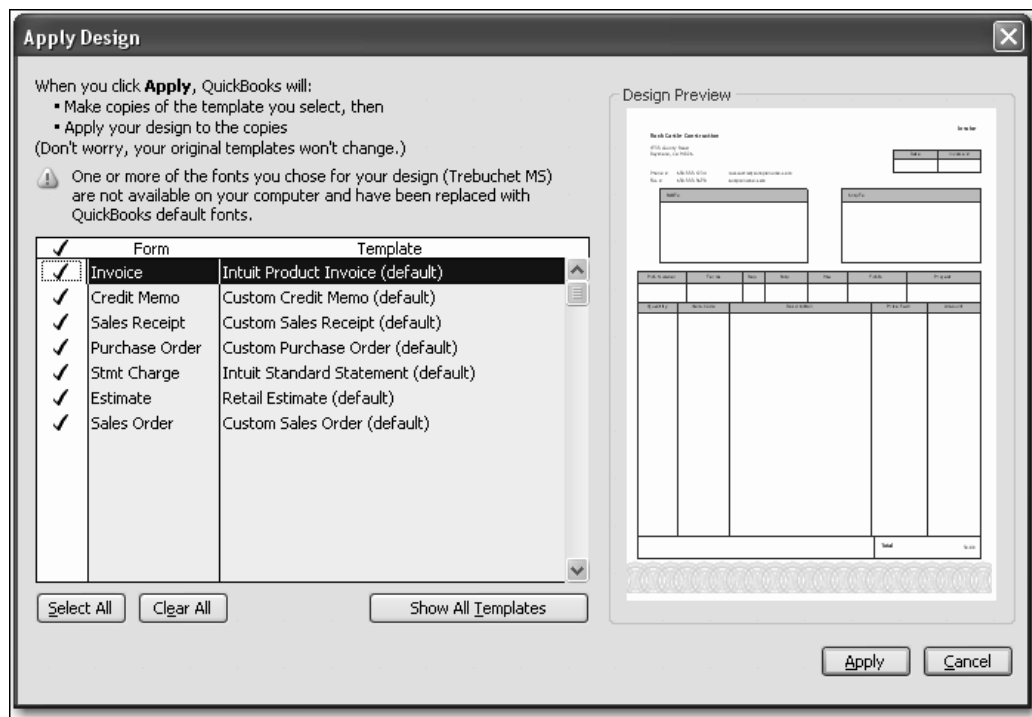 Apply Design
When you click Apply, QuickBooks will:
▪ Make copies of the template you select, then
▪ Apply your design to the copies
(Don't worry, your original templates won't change.)
One or more of the fonts you chose for your design (Trebuchet MS)
are not available on your computer and have been replaced with
QuickBooks default fonts.
✓ Form Template
✓ Invoice Intuit Product Invoice (default)
✓ Credit Memo Custom Credit Memo (default)
✓ Sales Receipt Custom Sales Receipt (default)
✓ Purchase Order Custom Purchase Order (default)
✓ Stmt Charge Intuit Standard Statement (default)
✓ Estimate Retail Estimate (default)
✓ Sales Order Custom Sales Order (default)
Select All Clear All Show All Templates
Design Preview
Invoice
Rock Castle Construction
Quantity Description Amount
Total
Apply Cancel